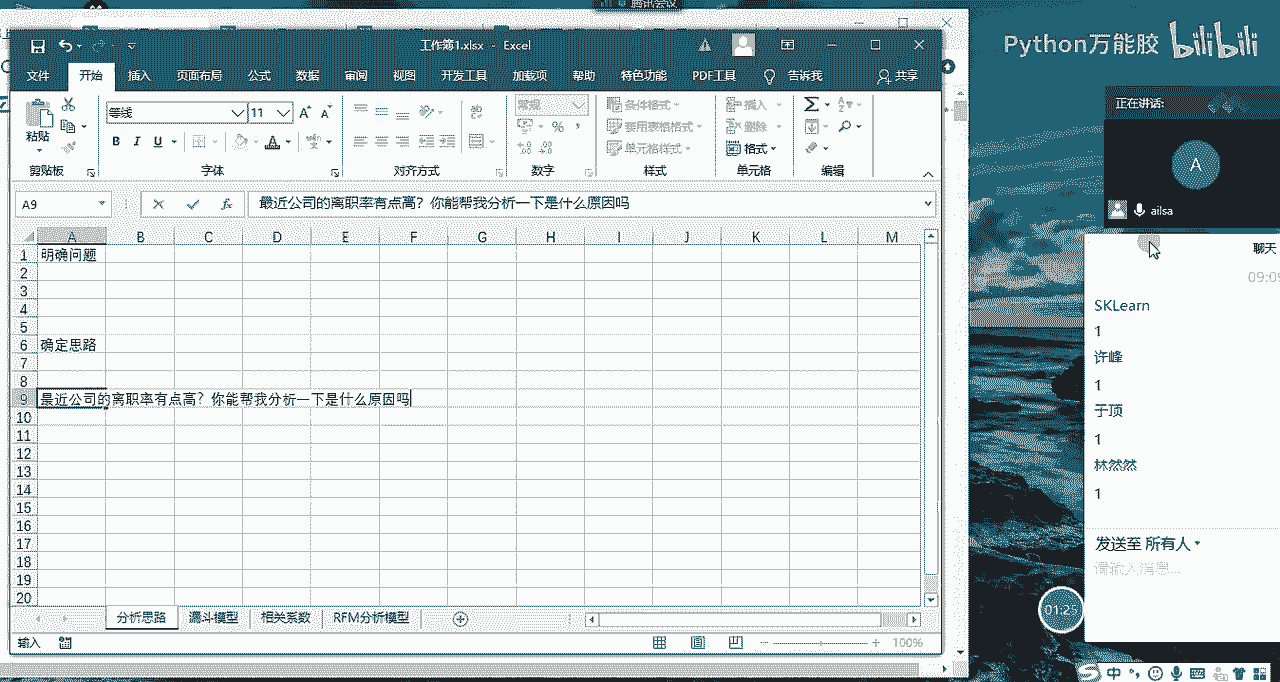 腾讯会议
工作簿1.xlsx - Excel
Python万能胶 bilibili
文件 开始 插入 页面布局 公式 数据 审阅 视图 开发工具 加载项 帮助 特色功能 PDF工具 告诉我 共享
正在讲话:
等线 11 常规 条件格式 插入
粘贴 B I U % 套用表格格式 删除
单元格样式 格式
剪贴板 字体 对齐方式 数字 样式 单元格 编辑
A
ailsa
A9 fx 最近公司的离职率有点高?你能帮我分析一下是什么原因吗
A B C D E F G H I J K L M
聊天
1 明确问题
09:09
2
3
4
5
6 确定思路
7
8
9 最近公司的离职率有点高?你能帮我分析一下是什么原因吗
10
11
12
13
14
15
16
17
18
19
20
SKLearn
1
许峰
1
于顶
1
林然然
1
发送至 所有人
请输入消息...
01:25
分析思路 漏斗模型 相关系数 RFM分析模型
输入 100%
中